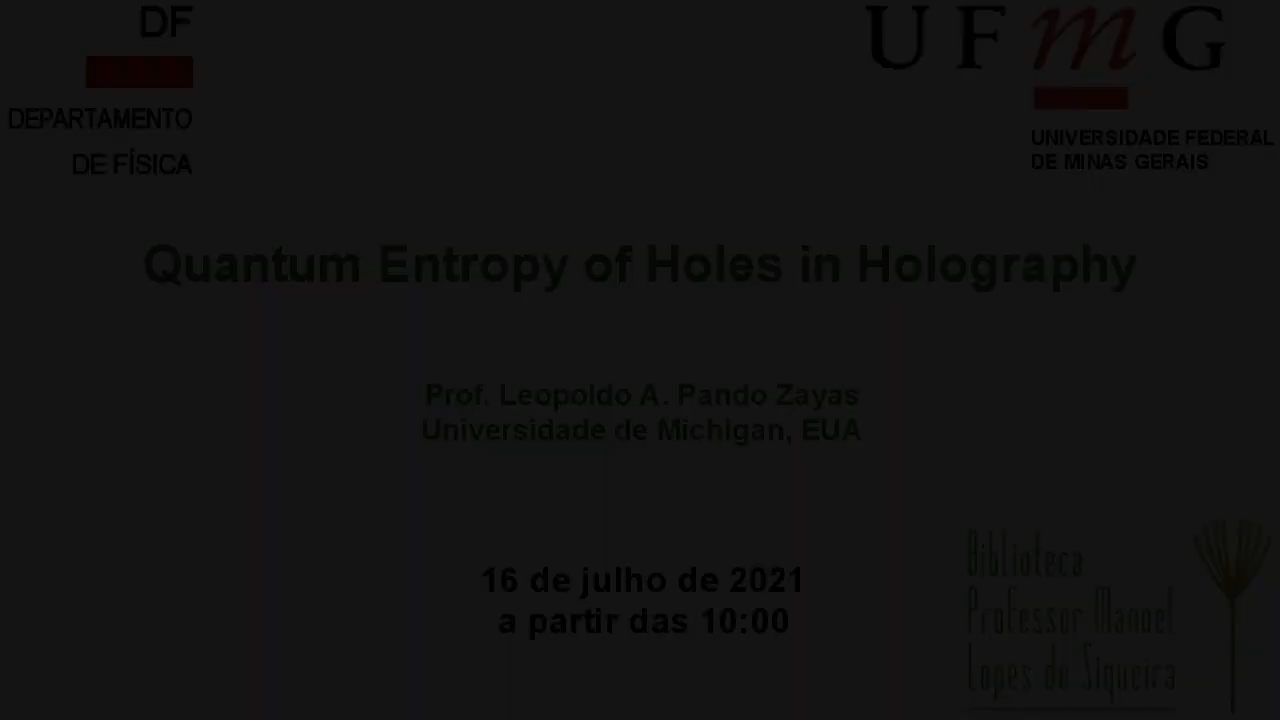 DF
DEPARTAMENTO
DE FÍSICA
UFmG
UNIVERSIDADE FEDERAL
DE MINAS GERAIS
Quantum Entropy of Holes in Holography
Prof. Leopoldo A. Pando Zayas
Universidade de Michigan, EUA
16 de julho de 2021
a partir das 10:00
Biblioteca
Professor Manoel
Lopes de Siqueira